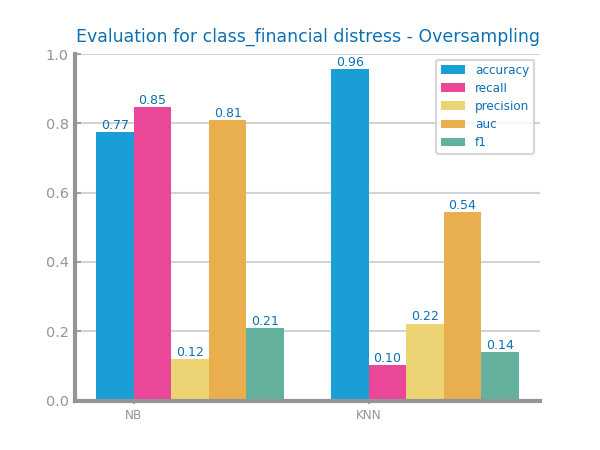 Evaluation for class_financial distress - Oversampling
1.0
0.8
0.6
0.4
0.2
0.0
0.77
0.85
0.12
0.81
0.21
0.96
0.10
0.22
0.54
0.14
accuracy
recall
precision
auc
f1
NB
KNN